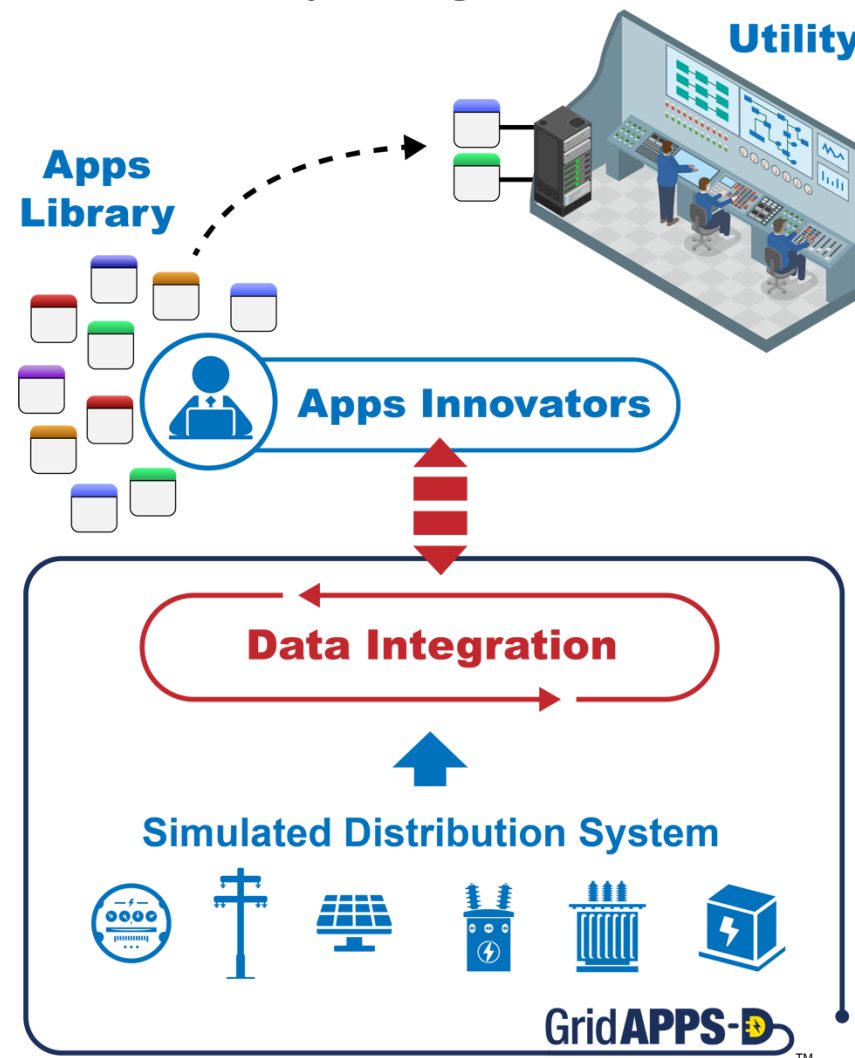 Utility
Apps
Library
Apps Innovators
Data Integration
Simulated Distribution System
GridAPPS-D
TM